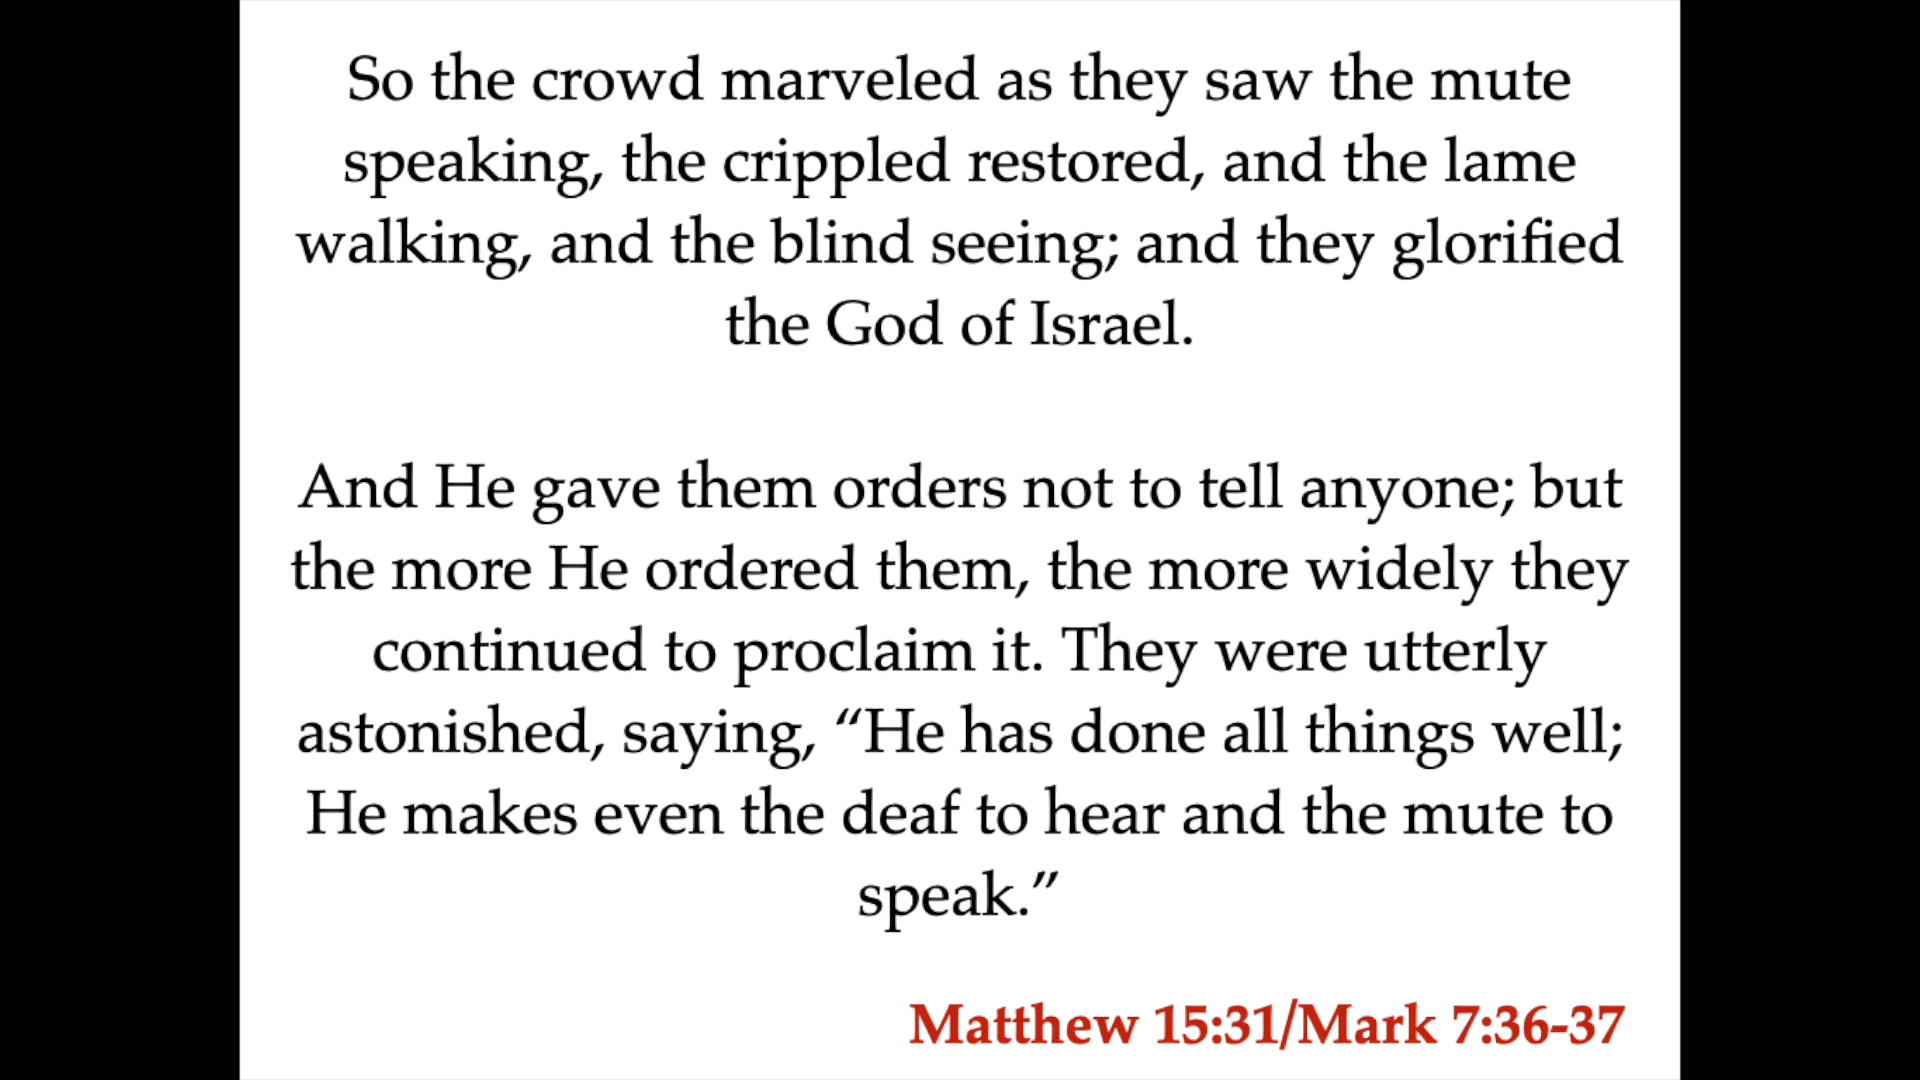 So the crowd marveled as they saw the mute
speaking, the crippled restored, and the lame
walking, and the blind seeing; and they glorified
the God of Israel.
And He gave them orders not to tell anyone; but
the more He ordered them, the more widely they
continued to proclaim it. They were utterly
astonished, saying, “He has done all things well;
He makes even the deaf to hear and the mute to
speak.”
Matthew 15:31/Mark 7:36-37